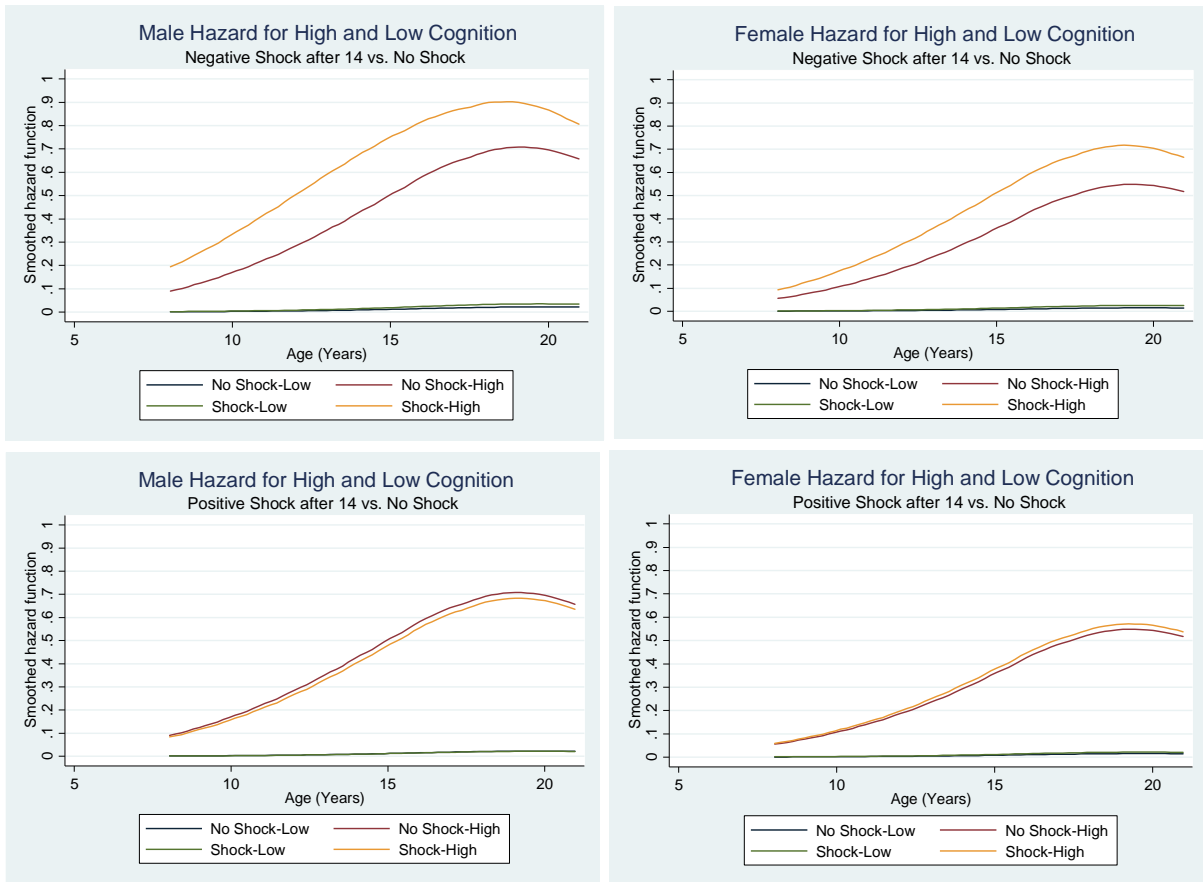 Male Hazard for High and Low Cognition
Negative Shock after 14 vs. No Shock
Smoothed hazard function
0 .1 .2 .3 .4 .5 .6 .7 .8 .9 1
5 10 15 20
Age (Years)
No Shock-Low No Shock-High
Shock-Low Shock-High
Female Hazard for High and Low Cognition
Negative Shock after 14 vs. No Shock
Smoothed hazard function
0 .1 .2 .3 .4 .5 .6 .7 .8 .9 1
5 10 15 20
Age (Years)
No Shock-Low No Shock-High
Shock-Low Shock-High
Male Hazard for High and Low Cognition
Positive Shock after 14 vs. No Shock
Smoothed hazard function
0 .1 .2 .3 .4 .5 .6 .7 .8 .9 1
5 10 15 20
Age (Years)
No Shock-Low No Shock-High
Shock-Low Shock-High
Female Hazard for High and Low Cognition
Positive Shock after 14 vs. No Shock
Smoothed hazard function
0 .1 .2 .3 .4 .5 .6 .7 .8 .9 1
5 10 15 20
Age (Years)
No Shock-Low No Shock-High
Shock-Low Shock-High